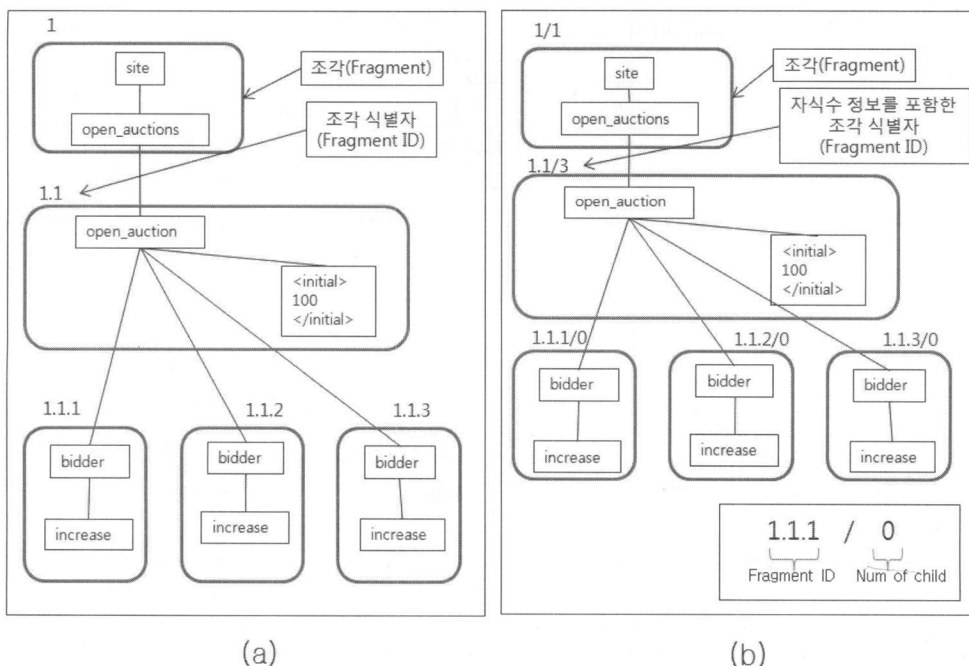 1
site
open_auctions
조각(Fragment)
조각 식별자
(Fragment ID)
1.1
open_auction
<initial>
100
</initial>
1.1.1
1.1.2
1.1.3
bidder
bidder
bidder
increase
increase
increase
(a)
1/1
site
open_auctions
조각(Fragment)
자식수 정보를 포함한
조각 식별자
(Fragment ID)
1.1/3
open_auction
<initial>
100
</initial>
1.1.1/0
1.1.2/0
1.1.3/0
bidder
bidder
bidder
increase
increase
increase
1.1.1 / 0
Fragment ID Num of child
(b)